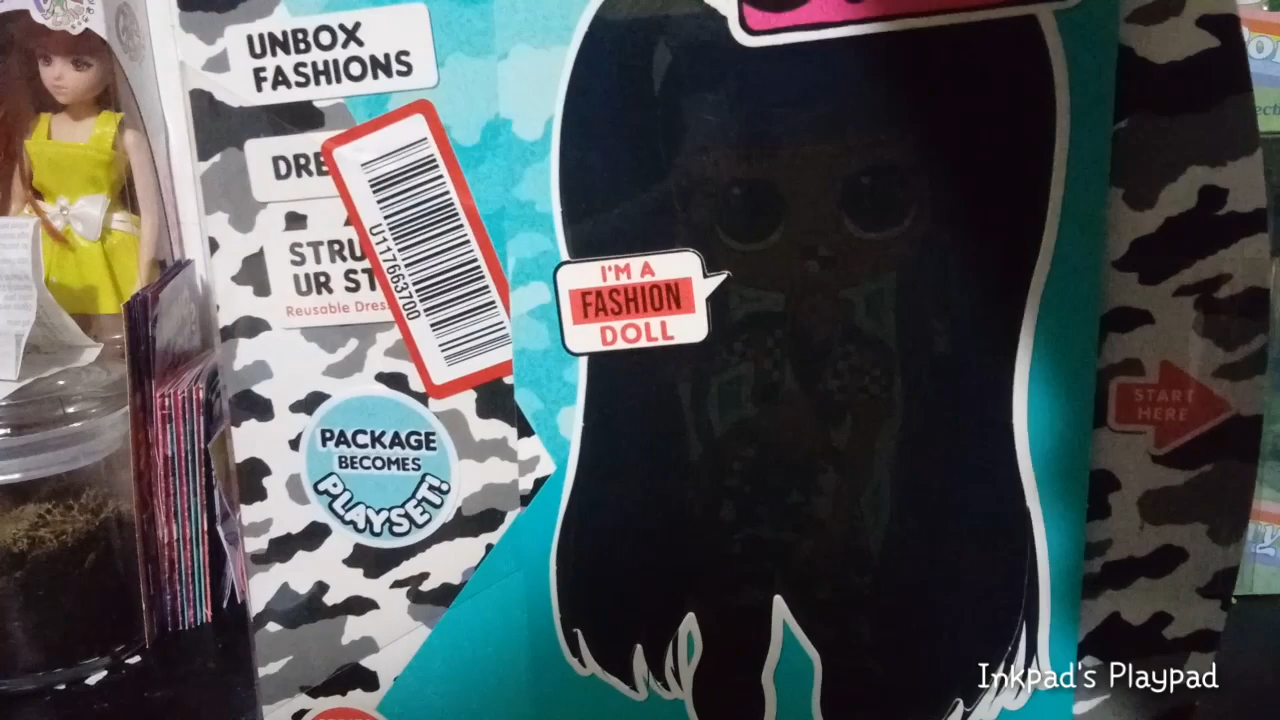 UNBOX
FASHIONS
DRE
STRU
UR ST
Reusable Dres
U117663700
I'M A
FASHION
DOLL
PACKAGE
BECOMES
PLAYSET!
START
HERE
Inkpad's Playpad